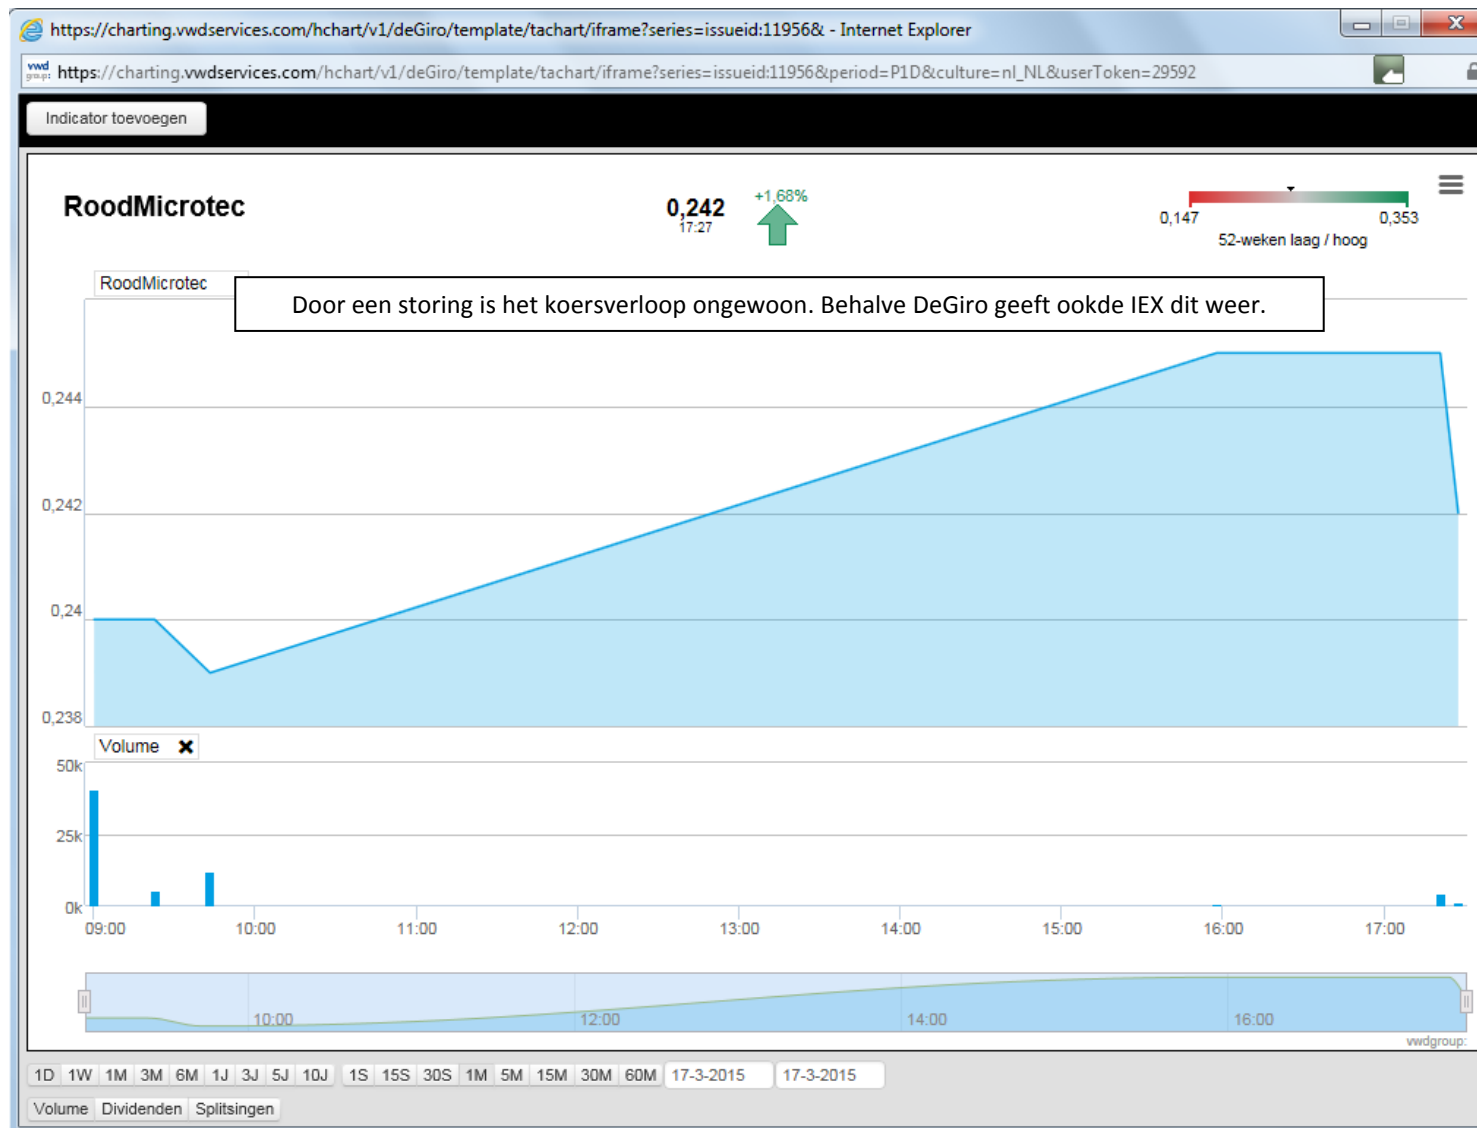 https://charting.vwdservices.com/hchart/v1/deGiro/template/tachart/iframe?series=issueid:11956& - Internet Explorer
vwd group: https://charting.vwdservices.com/hchart/v1/deGiro/template/tachart/iframe?series=issueid:11956&period=P1D&culture=nl_NL&userToken=29592
Indicator toevoegen
RoodMicrotec
0,242
17:27
+1,68%
0,147 0,353
52-weken laag / hoog
RoodMicrotec
Door een storing is het koersverloop ongewoon. Behalve DeGiro geeft ookde IEX dit weer.
0,244
0,242
0,24
0,238
Volume
50k
25k
0k
09:00 10:00 11:00 12:00 13:00 14:00 15:00 16:00 17:00
10:00 12:00 14:00 16:00
vwdgroup:
1D 1W 1M 3M 6M 1J 3J 5J 10J 1S 15S 30S 1M 5M 15M 30M 60M 17-3-2015 17-3-2015
Volume Dividenden Splitsingen